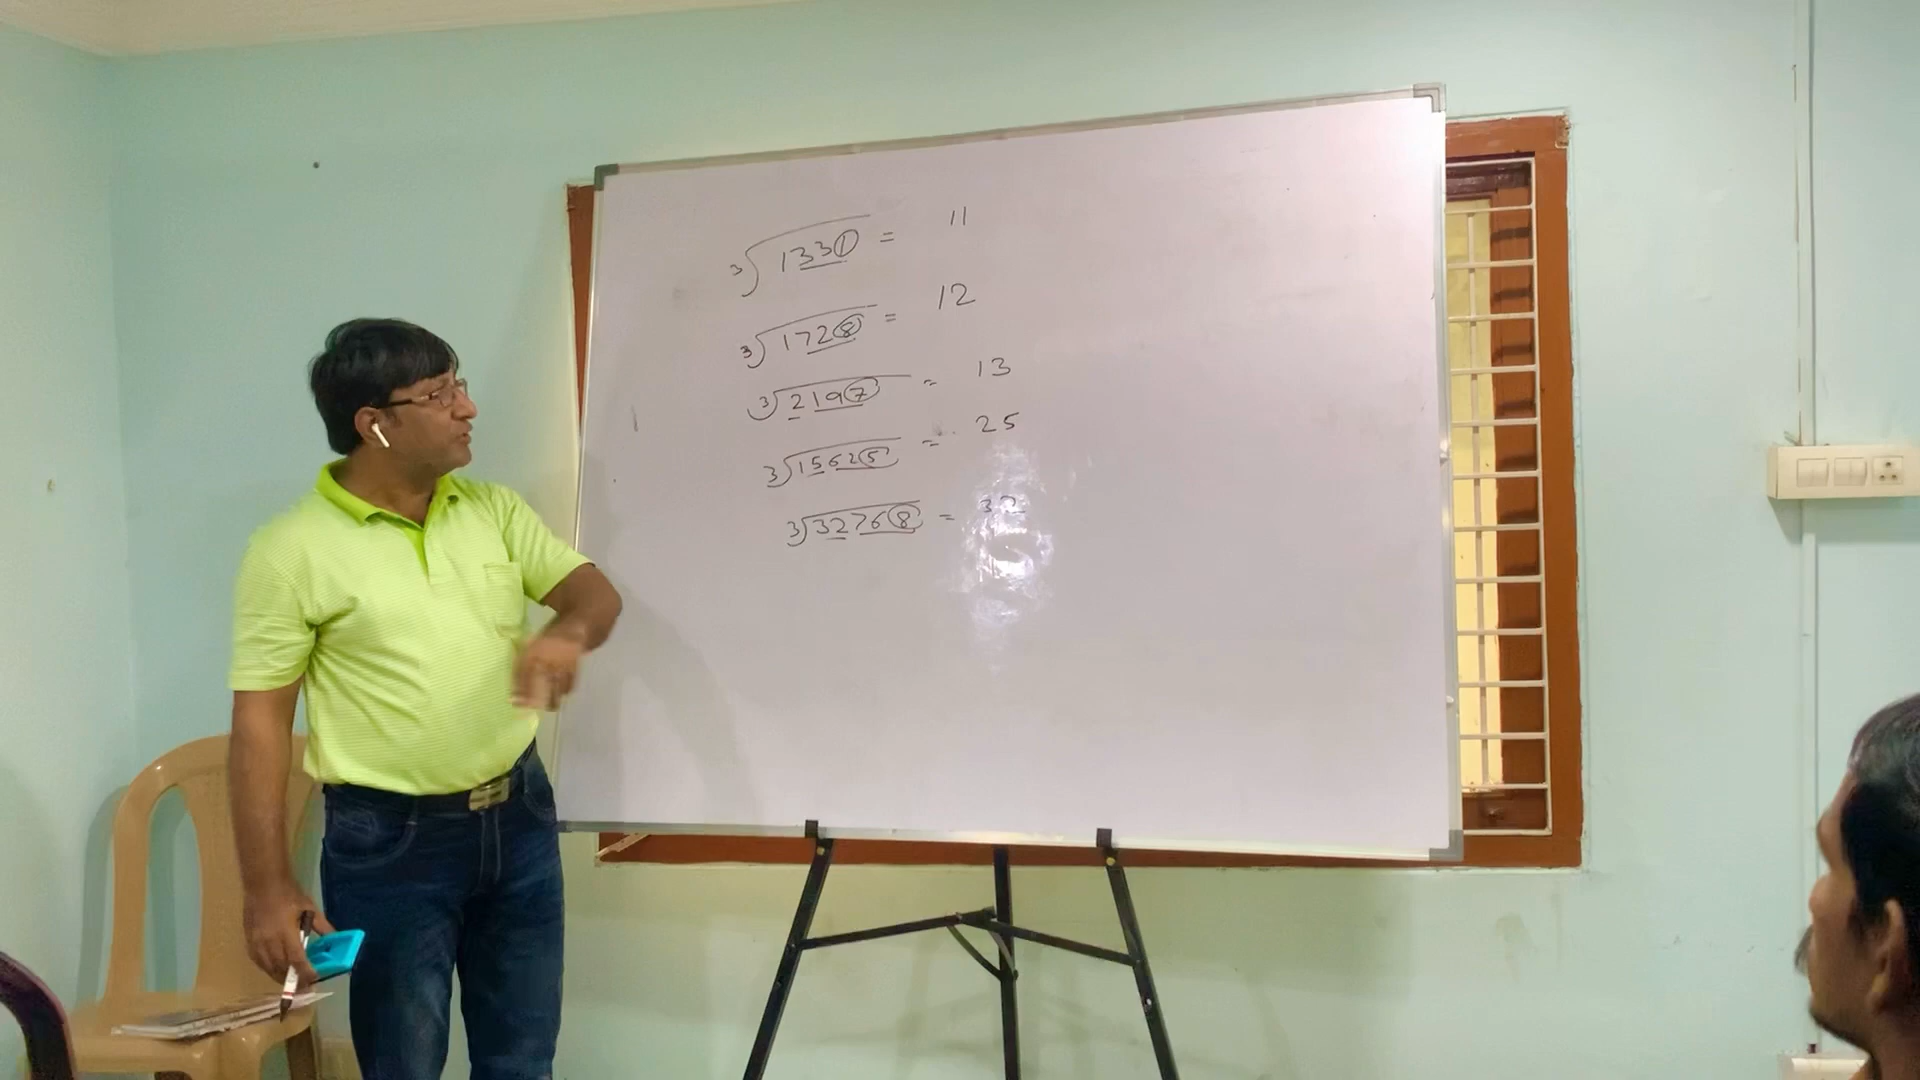 ∛1331 = 11
∛1728 = 12
∛2197 = 13
∛15625 = 25
∛32768 = 32